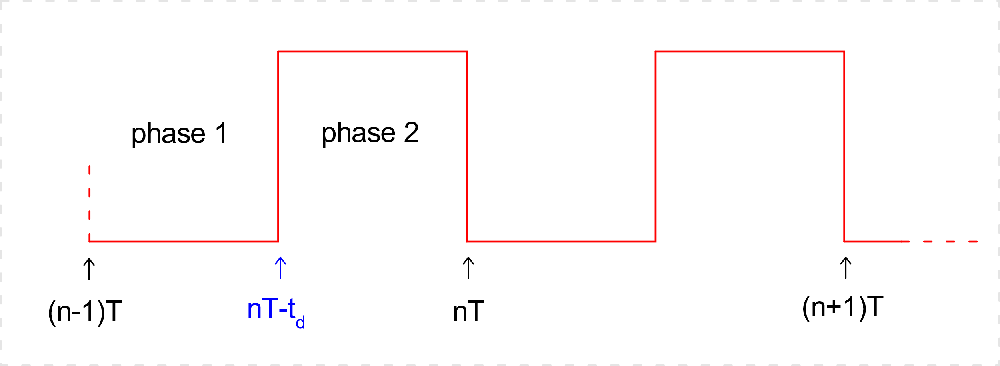 phase 1
phase 2
(n-1)T
nT-td
nT
(n+1)T